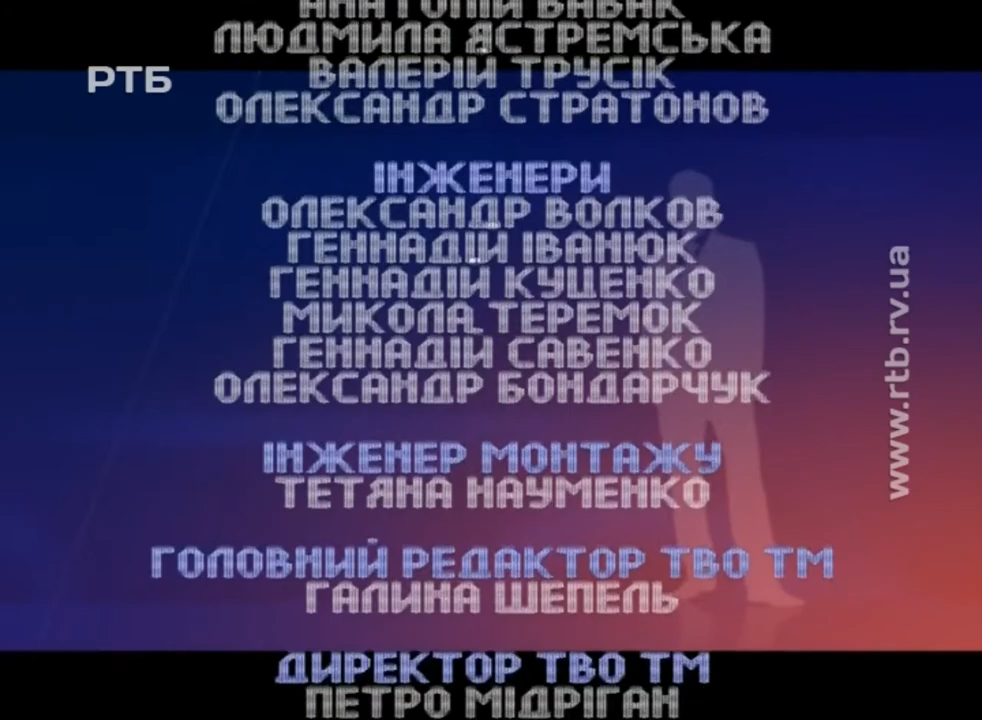 АНАТОЛІЙ БАБАК
ЛЮДМИЛА ЯСТРЕМСЬКА
ВАЛЕРІЙ ТРУСІК
ОЛЕКСАНДР СТРАТОНОВ
РТБ
ІНЖЕНЕРИ
ОЛЕКСАНДР ВОЛКОВ
ГЕННАДІЙ ІВАНЮК
ГЕННАДІЙ КУЦЕНКО
МИКОЛА ТЕРЕМОК
ГЕННАДІЙ САВЕНКО
ОЛЕКСАНДР БОНДАРЧУК
www.rtb.rv.ua
ІНЖЕНЕР МОНТАЖУ
ТЕТЯНА НАУМЕНКО
ГОЛОВНИЙ РЕДАКТОР ТВО ТМ
ГАЛИНА ШЕПЕЛЬ
ДИРЕКТОР ТВО ТМ
ПЕТРО МІДРІГАН